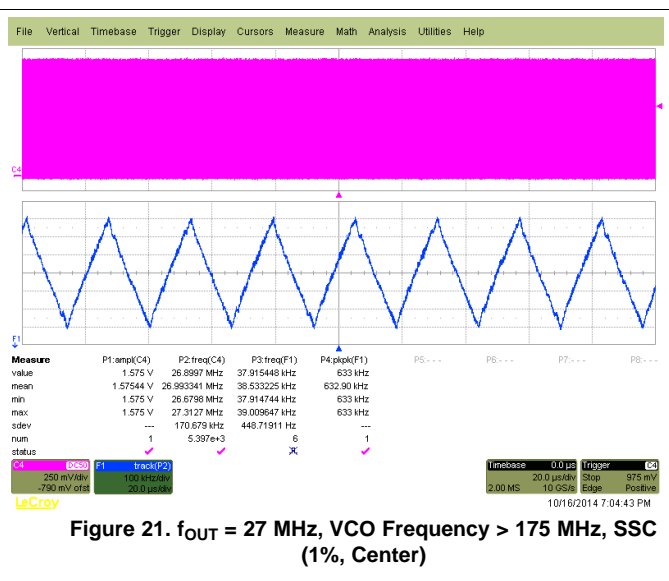 File Vertical Timebase Trigger Display Cursors Measure Math Analysis Utilities Help
C4
F1
Measure P1:ampl(C4) P2:freq(C4) P3:freq(F1) P4:pkpk(F1) P5:- - - P6:- - - P7:- - - P8:- - -
value 1.575 V 26.8997 MHz 37.915448 kHz 633 kHz
mean 1.57544 V 26.993341 MHz 38.533225 kHz 632.90 kHz
min 1.575 V 26.6798 MHz 37.914744 kHz 633 kHz
max 1.575 V 27.3127 MHz 39.009647 kHz 633 kHz
sdev --- 170.679 kHz 448.71911 Hz ---
num 1 5.397e+3 6 1
status
C4 DC50 F1 track(P2) Timebase 0.0 µs Trigger C4
250 mV/div 100 kHz/div 20.0 µs/div Stop 975 mV
-790 mV ofst 20.0 µs/div 2.00 MS 10 GS/s Edge Positive
LeCroy 10/16/2014 7:04:43 PM
Figure 21. fOUT = 27 MHz, VCO Frequency > 175 MHz, SSC
(1%, Center)